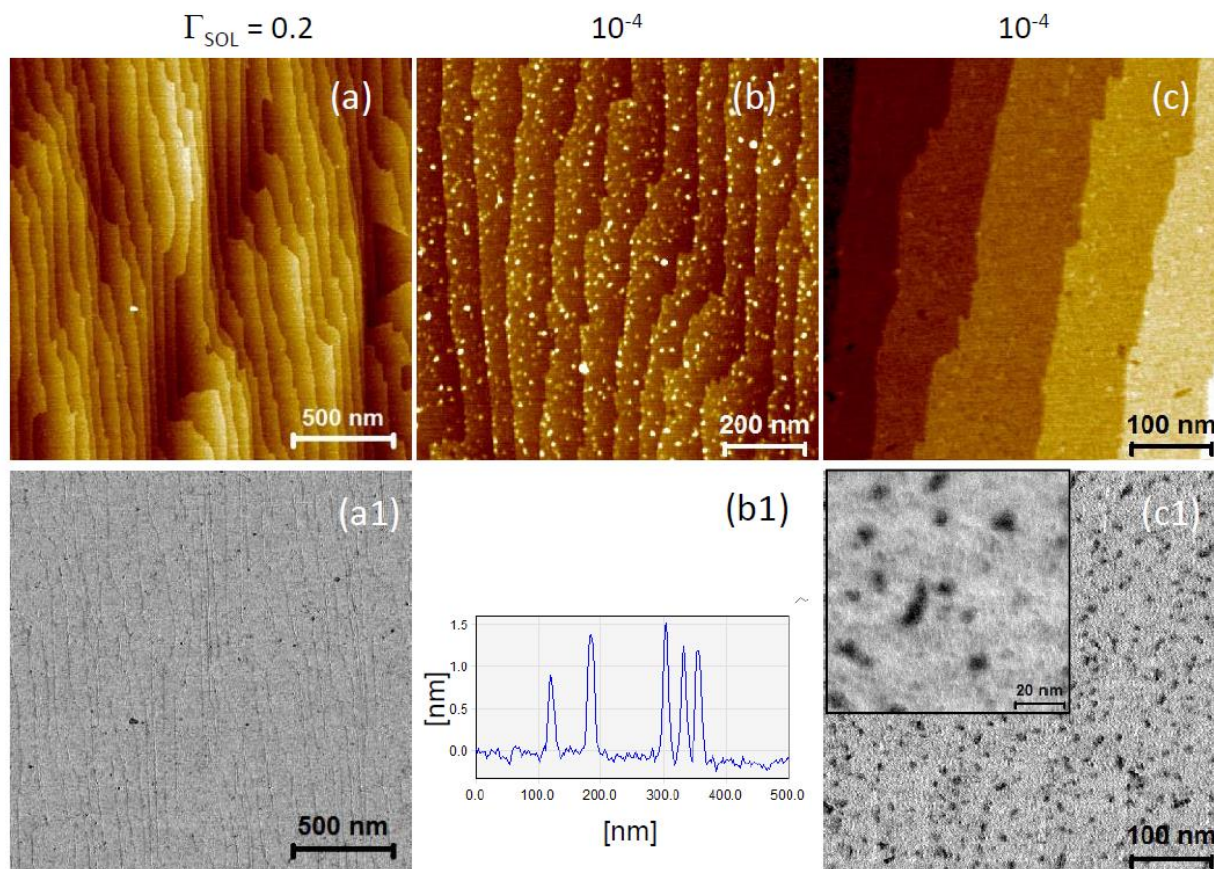 Γ_SOL = 0.2
10⁻⁴
10⁻⁴
(a)
(b)
(c)
500 nm
200 nm
100 nm
(a1)
(b1)
(c1)
20 nm
1.5
1.0
0.5
0.0
[nm]
0.0 100.0 200.0 300.0 400.0 500.0
[nm]
500 nm
100 nm